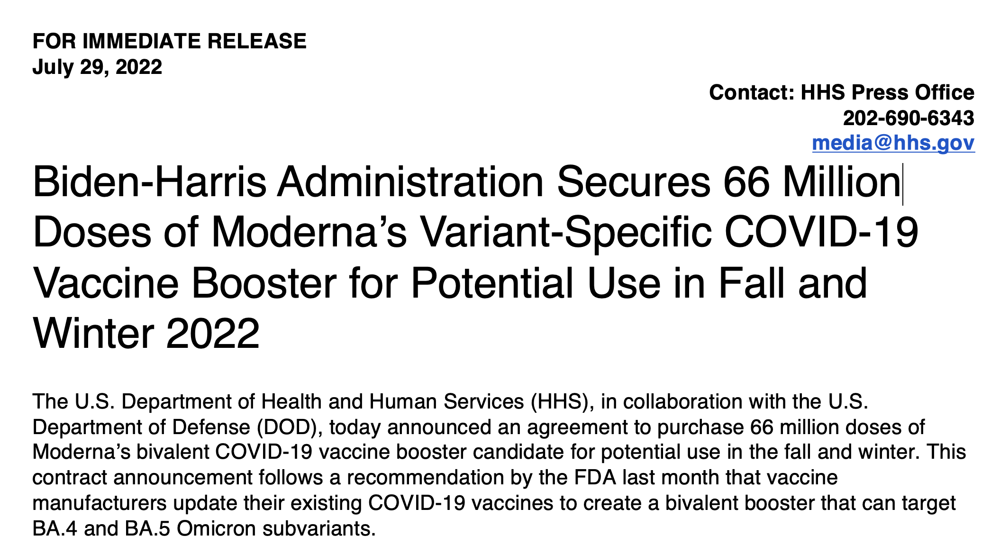 FOR IMMEDIATE RELEASE
July 29, 2022
Contact: HHS Press Office
202-690-6343
media@hhs.gov
Biden-Harris Administration Secures 66 Million
Doses of Moderna’s Variant-Specific COVID-19
Vaccine Booster for Potential Use in Fall and
Winter 2022
The U.S. Department of Health and Human Services (HHS), in collaboration with the U.S.
Department of Defense (DOD), today announced an agreement to purchase 66 million doses of
Moderna’s bivalent COVID-19 vaccine booster candidate for potential use in the fall and winter. This
contract announcement follows a recommendation by the FDA last month that vaccine
manufacturers update their existing COVID-19 vaccines to create a bivalent booster that can target
BA.4 and BA.5 Omicron subvariants.